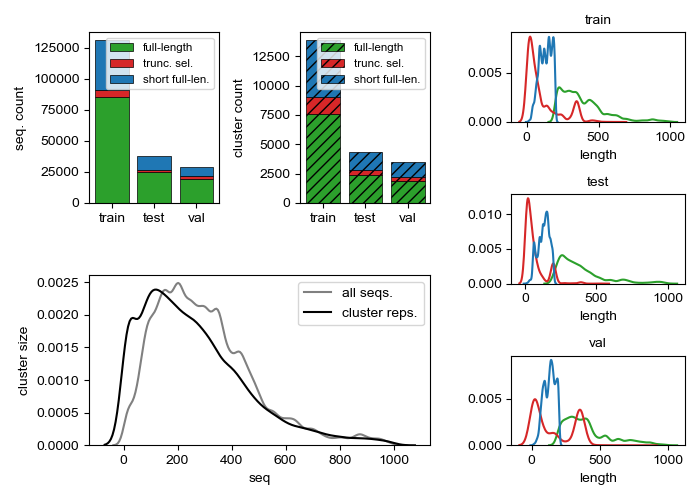 125000
100000
75000
50000
25000
0
seq. count
full-length
trunc. sel.
short full-len.
train test val
12500
10000
7500
5000
2500
0
cluster count
full-length
trunc. sel.
short full-len.
train test val
train
0.005
0.000
0 500 1000
length
test
0.010
0.005
0.000
0 500 1000
length
val
0.005
0.000
0 500 1000
length
0.0025
0.0020
0.0015
0.0010
0.0005
0.0000
cluster size
all seqs.
cluster reps.
0 200 400 600 800 1000
seq